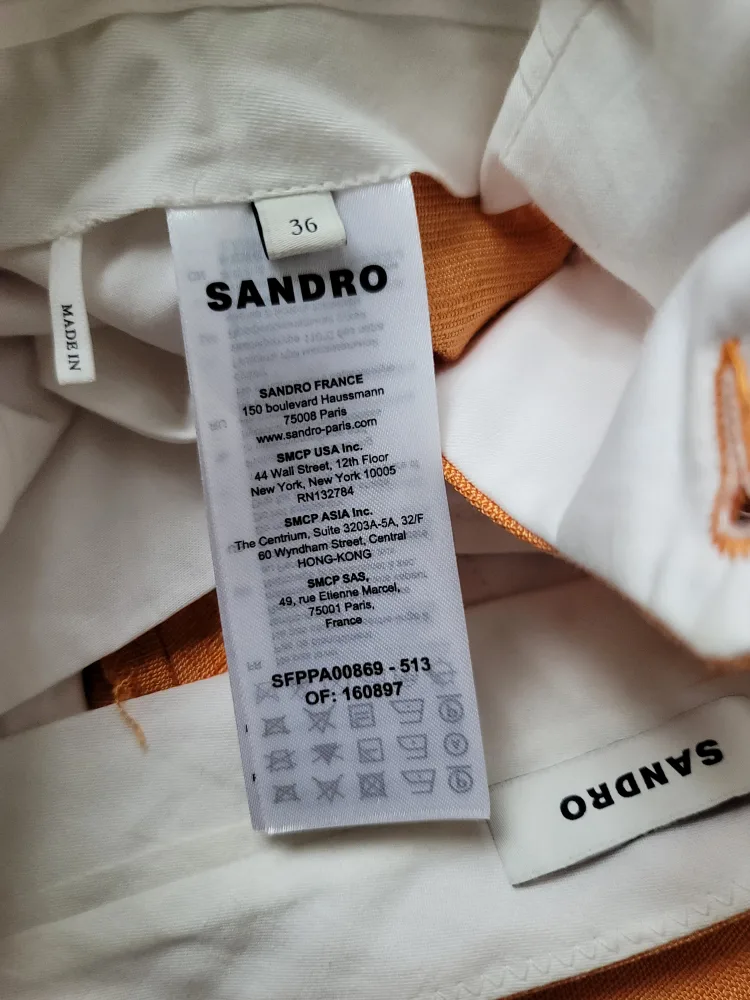 36
SANDRO
SANDRO FRANCE
150 boulevard Haussmann
75008 Paris
www.sandro-paris.com
SMCP USA Inc.
44 Wall Street, 12th Floor
New York, New York 10005
RN132784
SMCP ASIA Inc.
The Centrium, Suite 3203A-5A, 32/F
60 Wyndham Street, Central
HONG-KONG
SMCP SAS,
49, rue Etienne Marcel,
75001 Paris,
France
SFPPA00869 - 513
OF: 160897
MADE IN
SANDRO